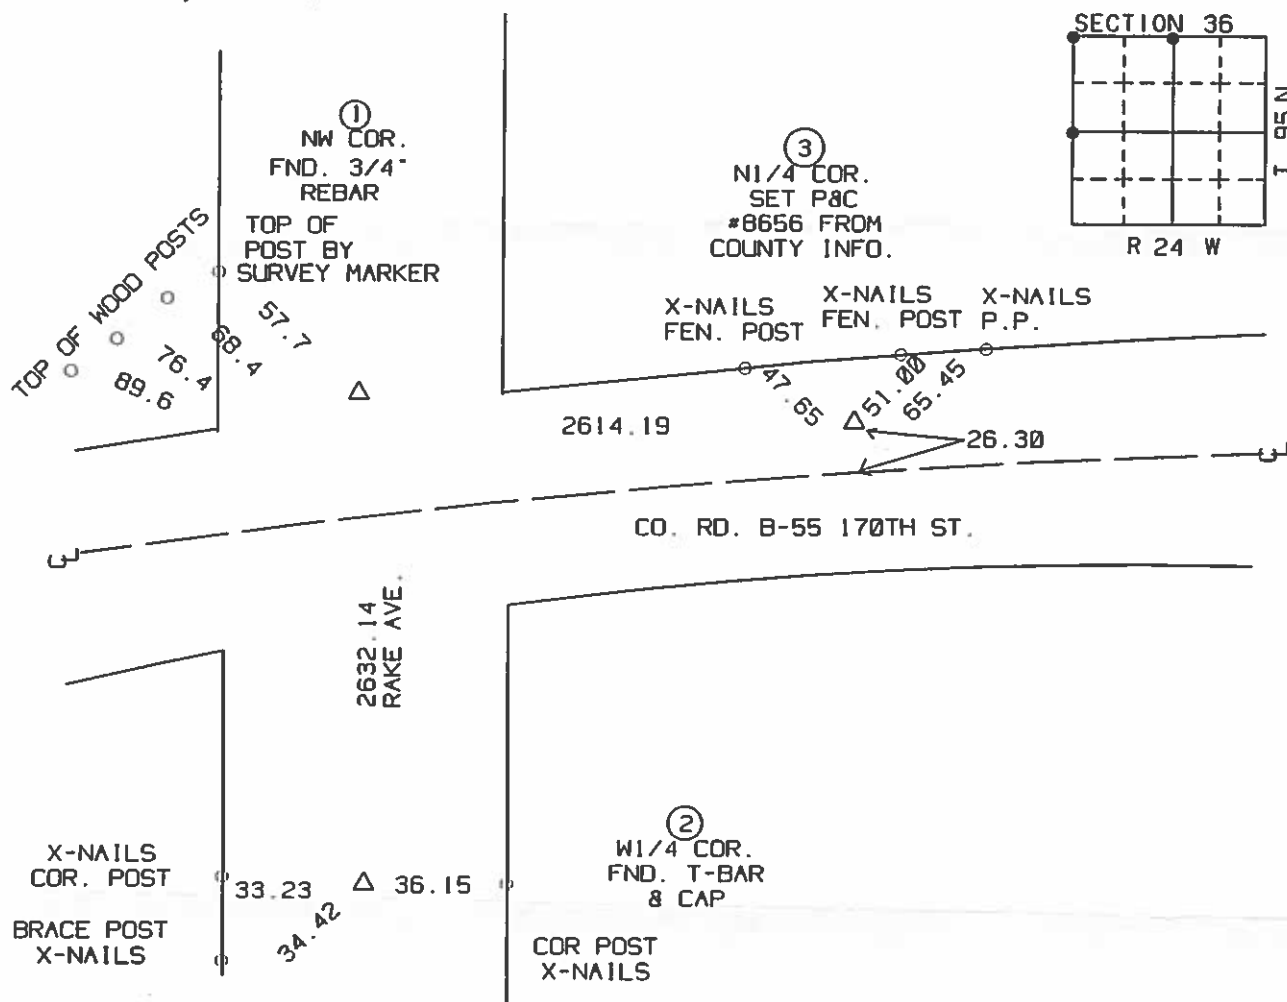 SECTION 36
T 95 N
R 24 W
1
NW COR.
FND. 3/4"
REBAR
TOP OF
POST BY
SURVEY MARKER
TOP OF WOOD POSTS
57.7
68.4
76.4
89.6
3
N1/4 COR.
SET P&C
#8656 FROM
COUNTY INFO.
X-NAILS
FEN. POST
X-NAILS
FEN. POST
X-NAILS
P.P.
47.65
51.00
65.45
2614.19
26.30
CL
CO. RD. B-55 170TH ST.
CL
2632.14
RAKE AVE.
2
W1/4 COR.
FND. T-BAR
& CAP
X-NAILS
COR. POST
33.23
36.15
34.42
BRACE POST
X-NAILS
COR POST
X-NAILS